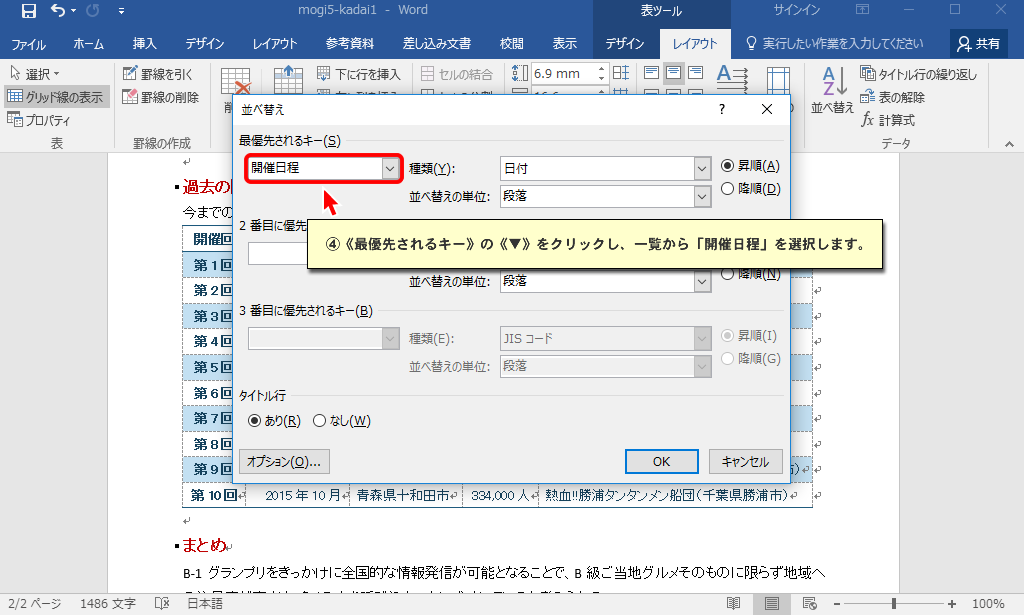 mogi5-kadai1 - Word
表ツール
サインイン
ファイル ホーム 挿入 デザイン レイアウト 参考資料 差し込み文書 校閲 表示 デザイン レイアウト 実行したい作業を入力してください 共有
選択 罫線を引く 下に行を挿入 セルの結合 6.9 mm タイトル行の繰り返し
グリッド線の表示 罫線の削除 並べ替え 表の解除
プロパティ 計算式
表 罫線の作成 データ
並べ替え
?
最優先されるキー(S)
開催日程 種類(Y): 日付 昇順(A)
並べ替えの単位: 段落 降順(D)
2 番目に優先
④《最優先されるキー》の《▼》をクリックし、一覧から「開催日程」を選択します。
並べ替えの単位: 段落 降順(N)
3 番目に優先されるキー(B)
種類(E): JIS コード 昇順(I)
並べ替えの単位: 段落 降順(G)
タイトル行
あり(R) なし(W)
オプション(O)... OK キャンセル
過去の
今までの
開催回
第 1 回
第 2 回
第 3 回
第 4 回
第 5 回
第 6 回
第 7 回
第 8 回
第 9 回
第 10 回 2015 年 10 月 青森県十和田市 334,000 人 熱血!!勝浦タンタンメン船団(千葉県勝浦市)
まとめ
B-1 グランプリをきっかけに全国的な情報発信が可能となることで、B 級ご当地グルメそのものに限らず地域へ
2/2 ページ 1486 文字 日本語 100%